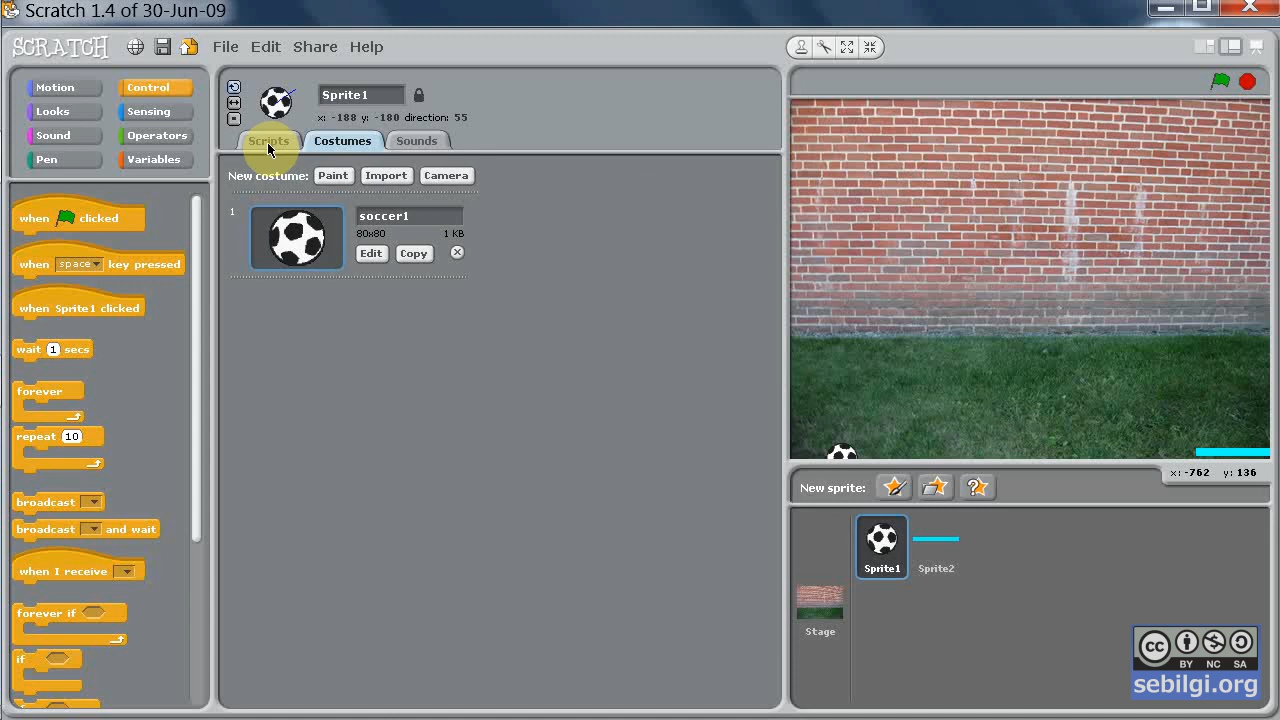 Scratch 1.4 of 30-Jun-09
SCRATCH File Edit Share Help
Motion Control
Looks Sensing
Sound Operators
Pen Variables
when clicked
when space key pressed
when Sprite1 clicked
wait 1 secs
forever
repeat 10
broadcast
broadcast and wait
when I receive
forever if
if
Sprite1
x: -188 y: -180 direction: 55
Scripts Costumes Sounds
New costume: Paint Import Camera
1 soccer1
80x80 1 KB
Edit Copy
x: -762 y: 136
New sprite:
Sprite1 Sprite2
Stage
cc BY NC SA
sebilgi.org